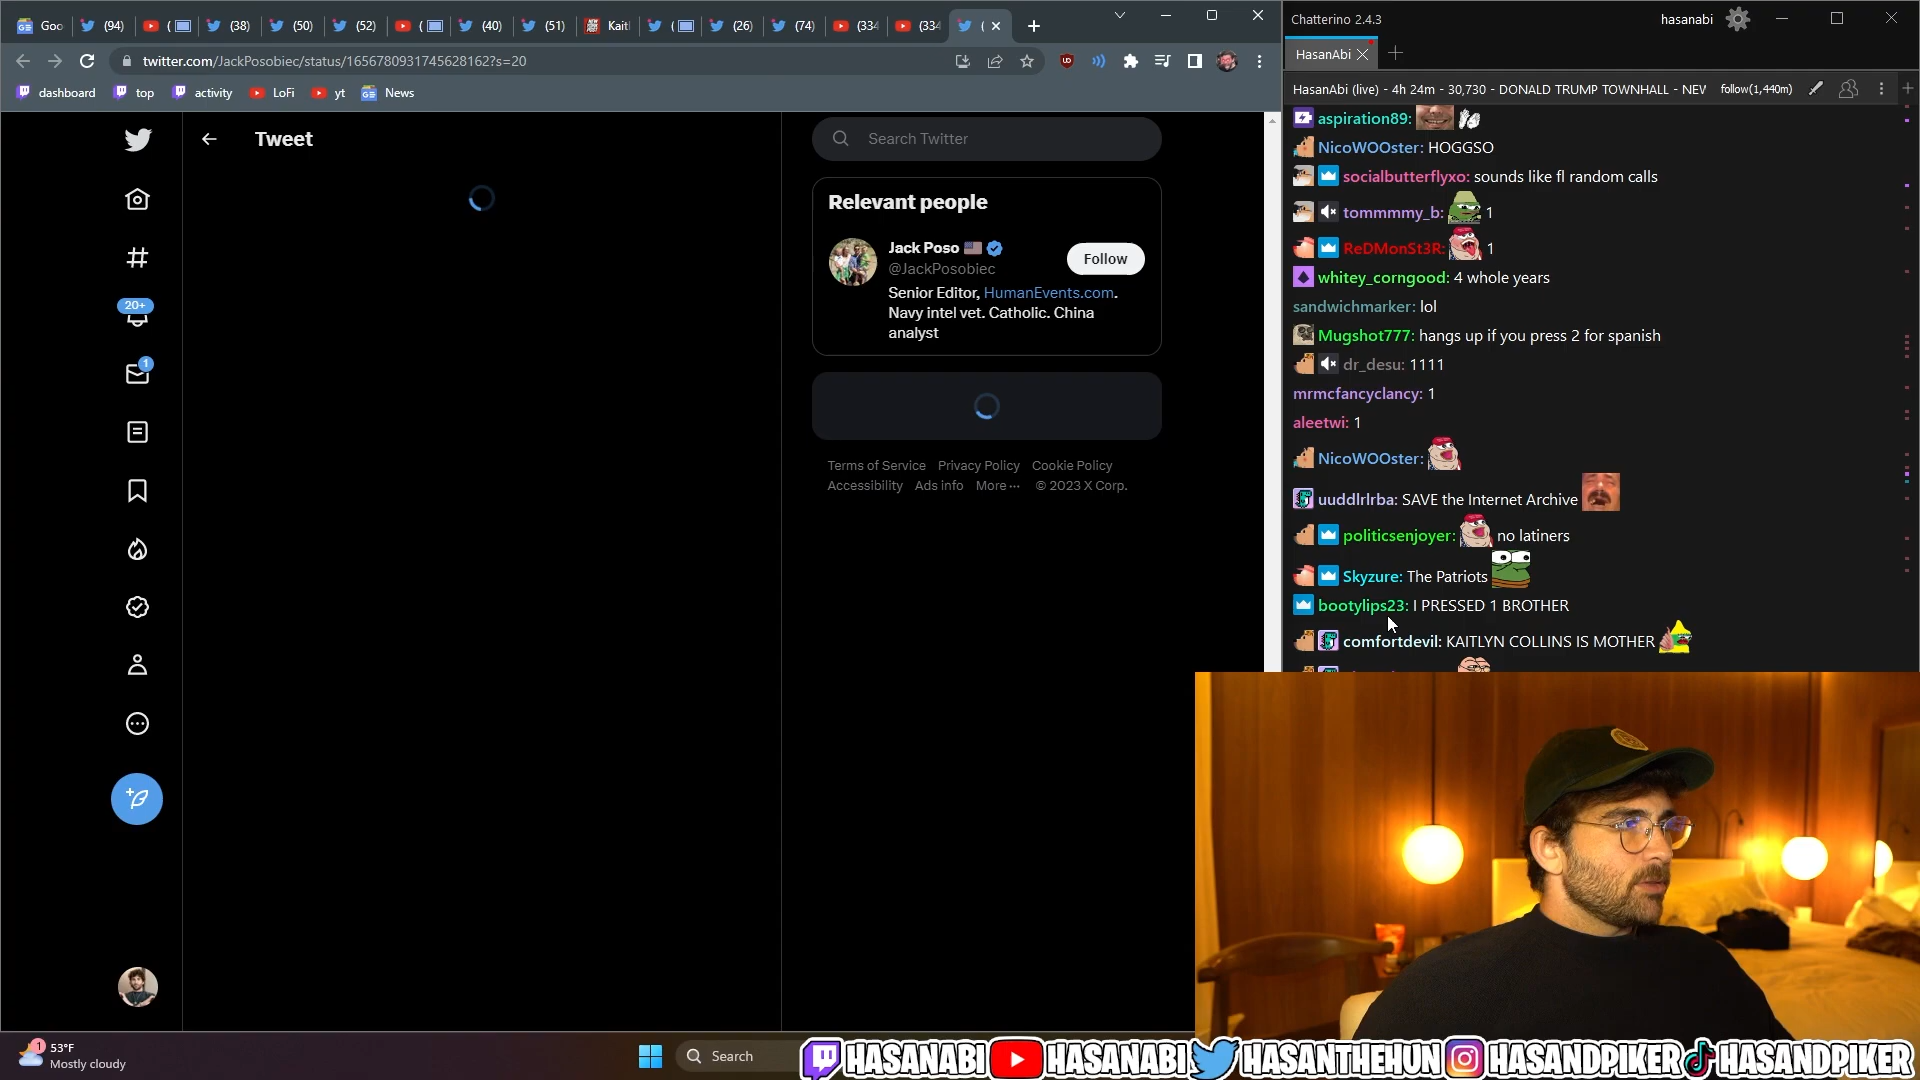 Goo
(94)
(
(38)
(50)
(52)
(
(40)
(51)
Kaitl
(
(26)
(74)
(334
(334
(
twitter.com/JackPosobiec/status/1656780931745628162?s=20
dashboard
top
activity
LoFi
yt
News
Tweet
20+
1
Search Twitter
Relevant people
Jack Poso
@JackPosobiec
Follow
Senior Editor, HumanEvents.com.
Navy intel vet. Catholic. China
analyst
Terms of Service Privacy Policy Cookie Policy
Accessibility Ads info More ··· © 2023 X Corp.
Chatterino 2.4.3
hasanabi
HasanAbi
HasanAbi (live) - 4h 24m - 30,730 - DONALD TRUMP TOWNHALL - NEW
follow(1,440m)
aspiration89:
NicoWOOster: HOGGSO
socialbutterflyxo: sounds like fl random calls
tommmmy_b: 1
ReDMonSt3R: 1
whitey_corngood: 4 whole years
sandwichmarker: lol
Mugshot777: hangs up if you press 2 for spanish
dr_desu: 1111
mrmcfancyclancy: 1
aleetwi: 1
NicoWOOster:
uuddlrlrba: SAVE the Internet Archive
politicsenjoyer: no latiners
Skyzure: The Patriots
bootylips23: I PRESSED 1 BROTHER
comfortdevil: KAITLYN COLLINS IS MOTHER
1
53°F
Mostly cloudy
Search
HASANABI HASANABI HASANTHEHUN HASANDPIKER HASANDPIKER